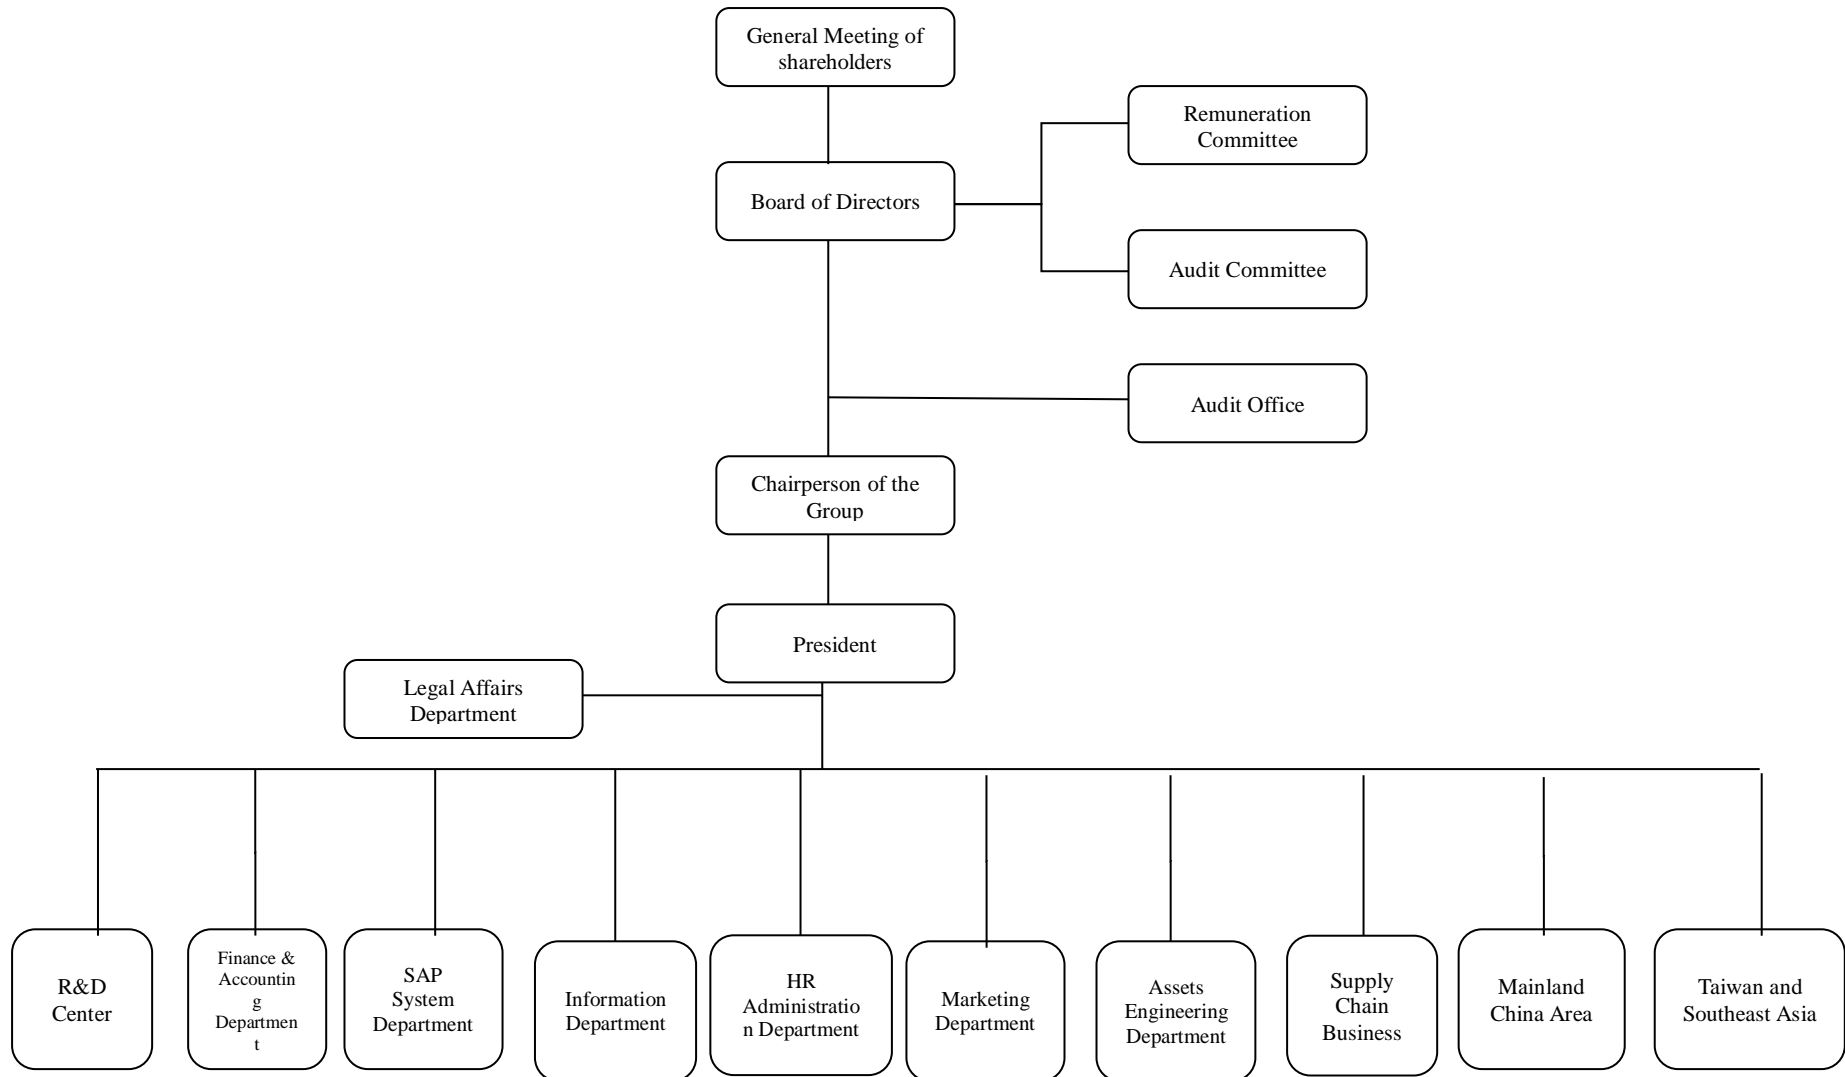 General Meeting of
shareholders
Remuneration
Committee
Board of Directors
Audit Committee
Audit Office
Chairperson of the
Group
President
Legal Affairs
Department
R&D
Center
Finance &
Accountin
g
Departmen
t
SAP
System
Department
Information
Department
HR
Administratio
n Department
Marketing
Department
Assets
Engineering
Department
Supply
Chain
Business
Mainland
China Area
Taiwan and
Southeast Asia